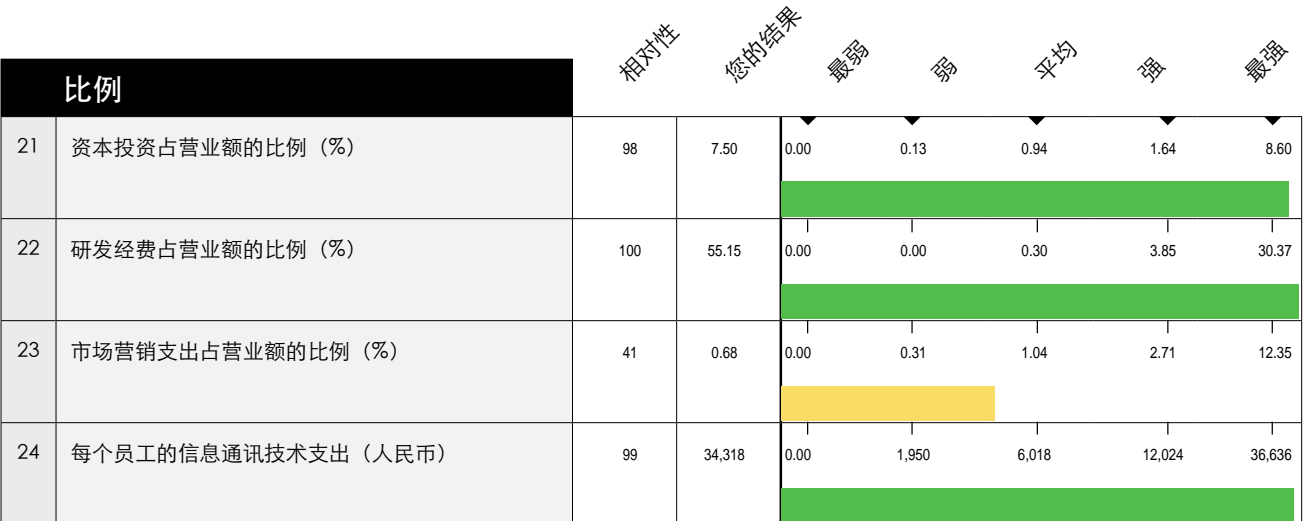 相对性 您的结果 最弱 弱 平均 强 最强
比例
21 资本投资占营业额的比例（%） 98 7.50 0.00 0.13 0.94 1.64 8.60
22 研发经费占营业额的比例（%） 100 55.15 0.00 0.00 0.30 3.85 30.37
23 市场营销支出占营业额的比例（%） 41 0.68 0.00 0.31 1.04 2.71 12.35
24 每个员工的信息通讯技术支出（人民币） 99 34,318 0.00 1,950 6,018 12,024 36,636